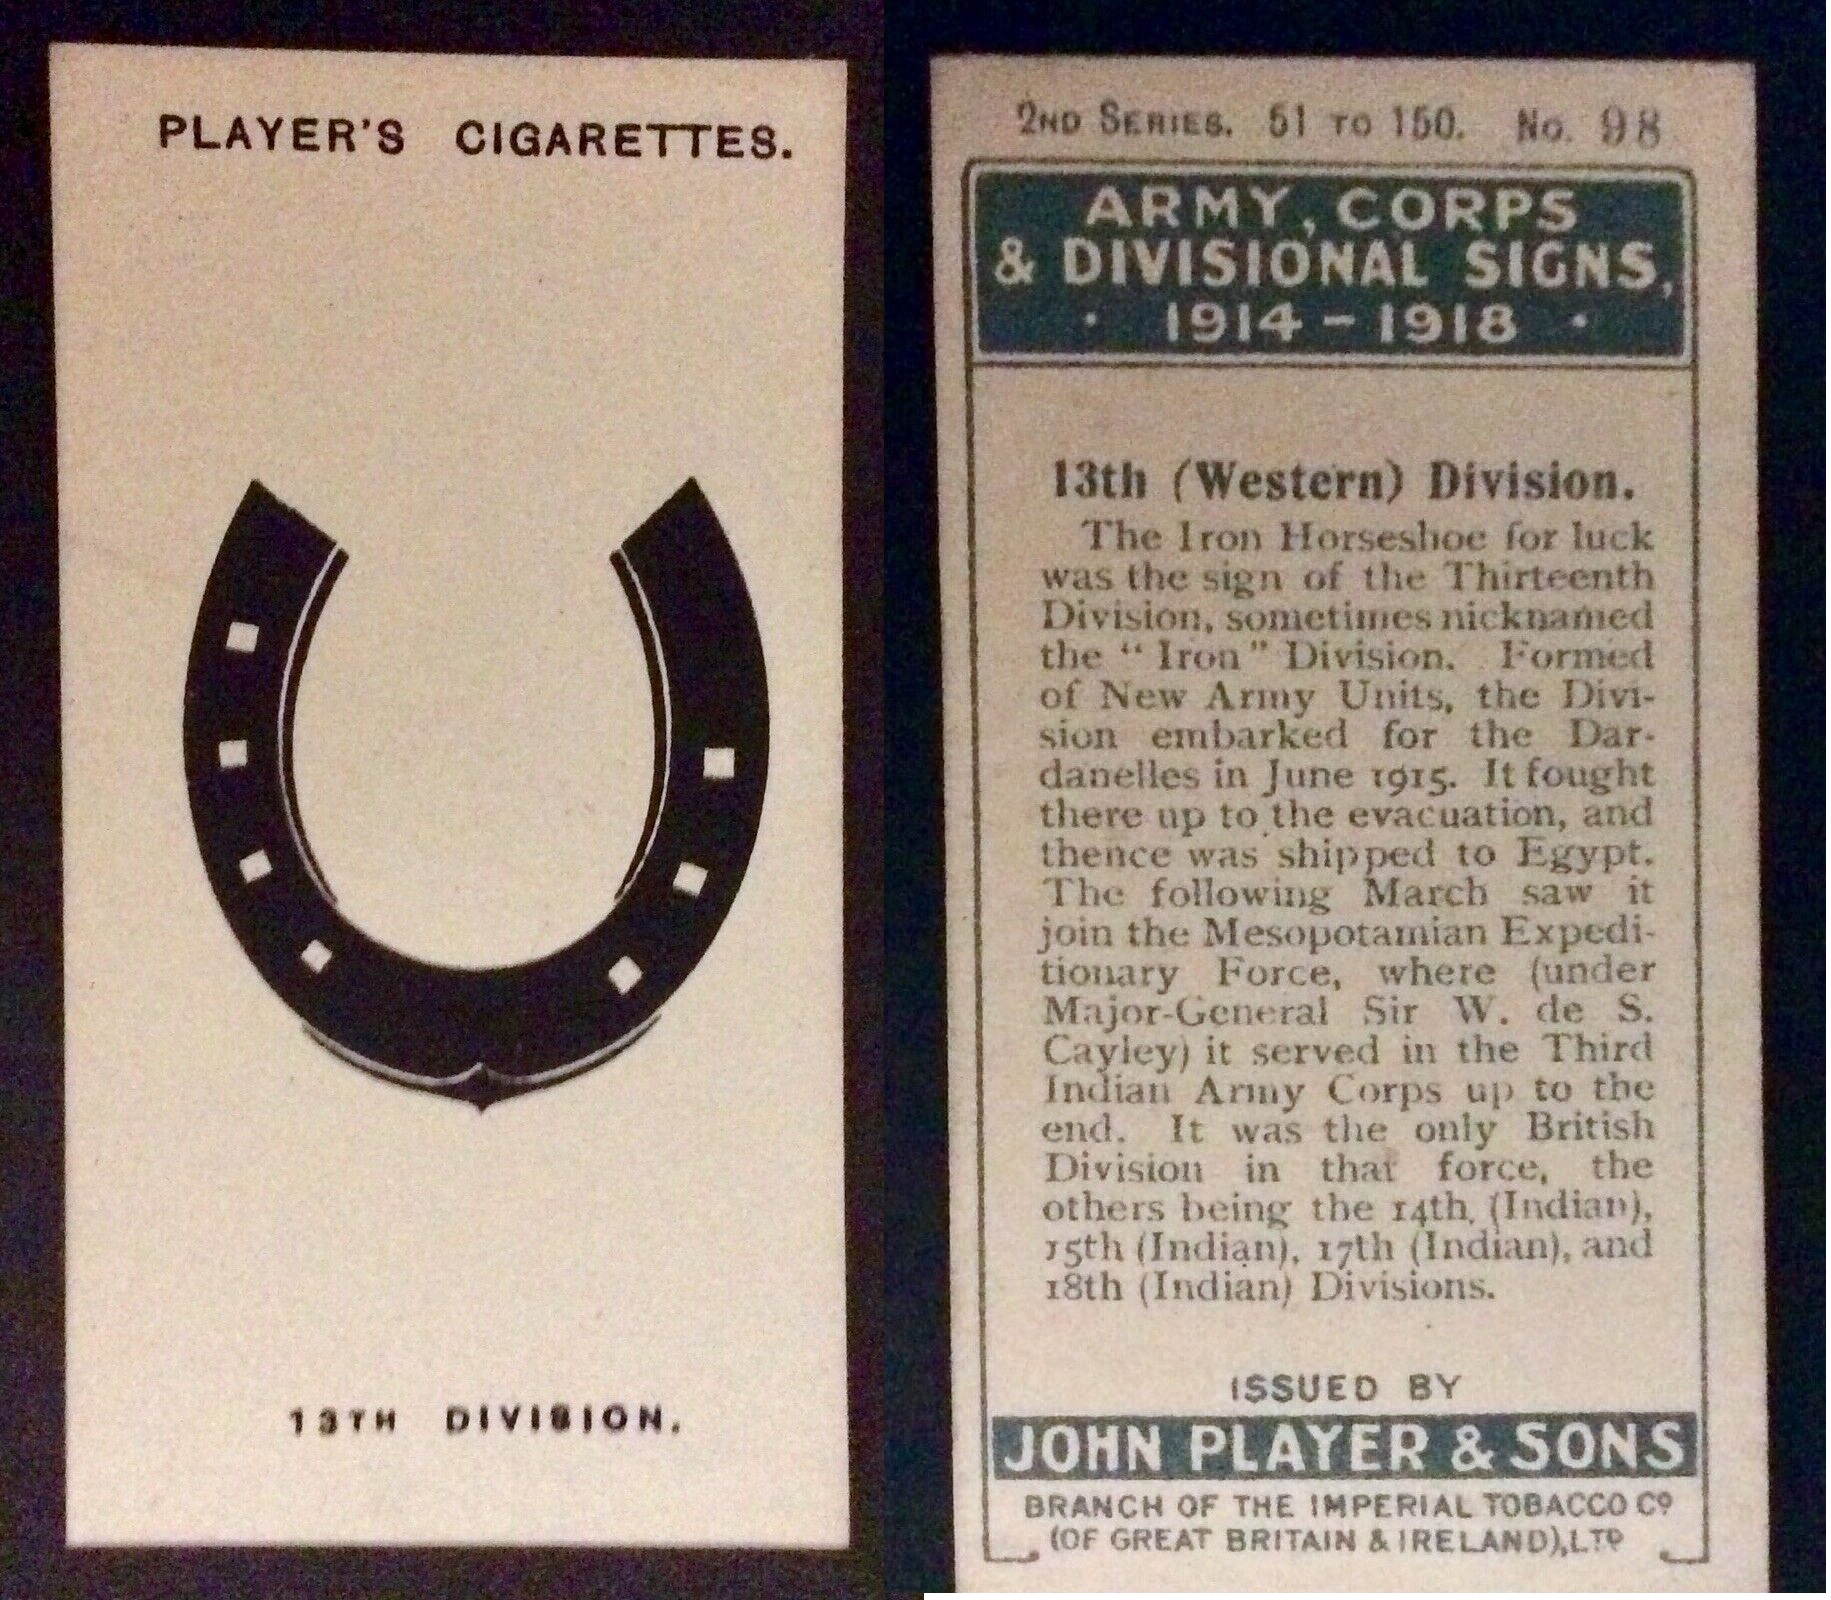 PLAYER'S CIGARETTES.
13TH DIVISION.
2ND SERIES. 51 TO 150. No. 98
ARMY, CORPS
& DIVISIONAL SIGNS,
· 1914 - 1918 ·
13th (Western) Division.
The Iron Horseshoe for luck
was the sign of the Thirteenth
Division, sometimes nicknamed
the “ Iron ” Division. Formed
of New Army Units, the Divi-
sion embarked for the Dar-
danelles in June 1915. It fought
there up to the evacuation, and
thence was shipped to Egypt.
The following March saw it
join the Mesopotamian Expedi-
tionary Force, where (under
Major-General Sir W. de S.
Cayley) it served in the Third
Indian Army Corps up to the
end. It was the only British
Division in that force, the
others being the 14th (Indian),
15th (Indian), 17th (Indian), and
18th (Indian) Divisions.
ISSUED BY
JOHN PLAYER & SONS
BRANCH OF THE IMPERIAL TOBACCO CO
(OF GREAT BRITAIN & IRELAND), LTD